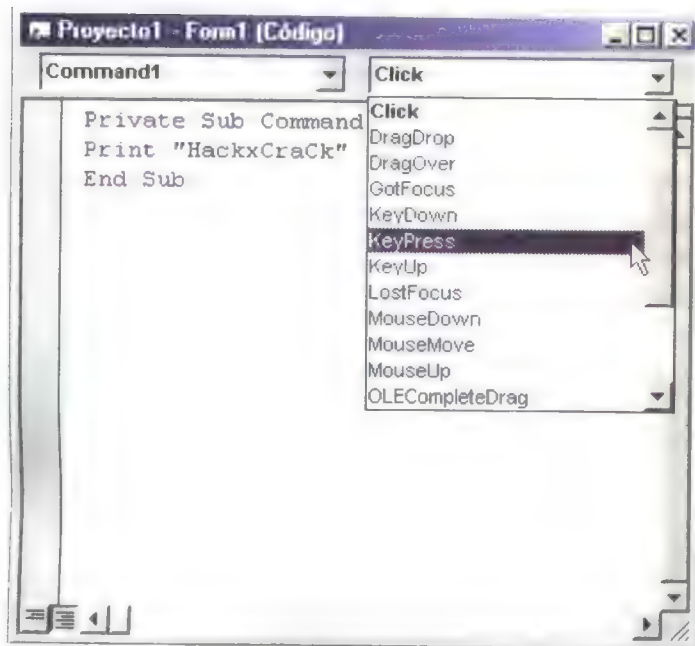 Proyecto1 - Form1 (Código)
Command1
Click
Private Sub Command
Print "HackxCraCk"
End Sub
Click
DragDrop
DragOver
GotFocus
KeyDown
KeyPress
KeyUp
LostFocus
MouseDown
MouseMove
MouseUp
OLECompleteDrag